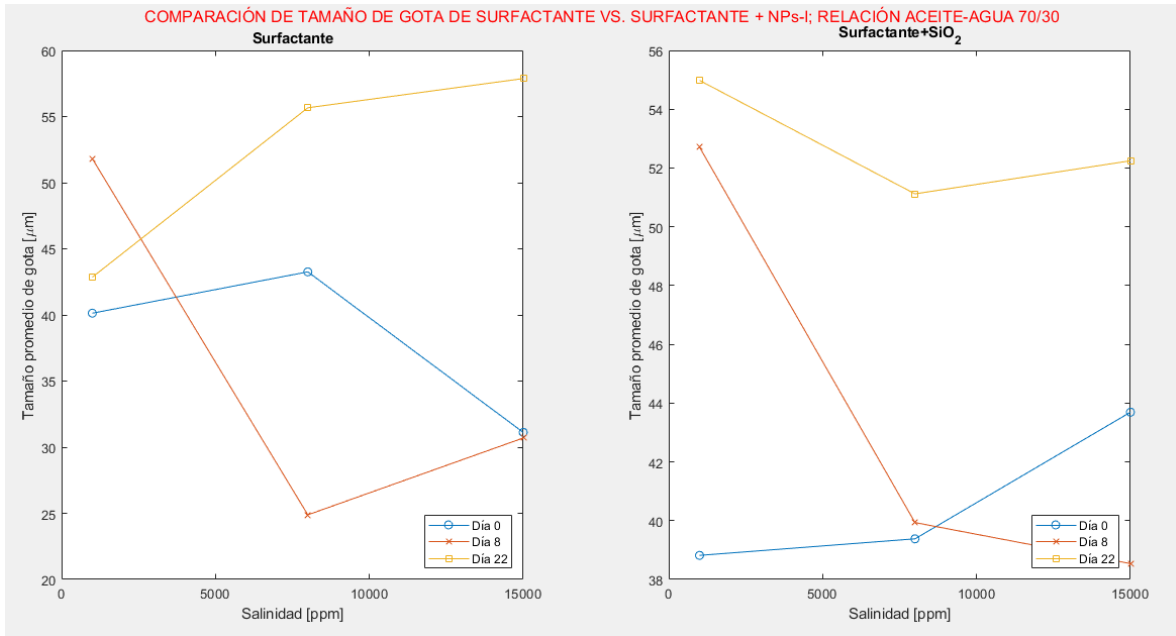 COMPARACIÓN DE TAMAÑO DE GOTA DE SURFACTANTE VS. SURFACTANTE + NPs-I; RELACIÓN ACEITE-AGUA 70/30
Surfactante
60
55
50
45
40
35
30
25
20
Tamaño promedio de gota [μm]
0
5000
10000
15000
Salinidad [ppm]
Día 0
Día 8
Día 22
Surfactante+SiO₂
56
54
52
50
48
46
44
42
40
38
Tamaño promedio de gota [μm]
0
5000
10000
15000
Salinidad [ppm]
Día 0
Día 8
Día 22